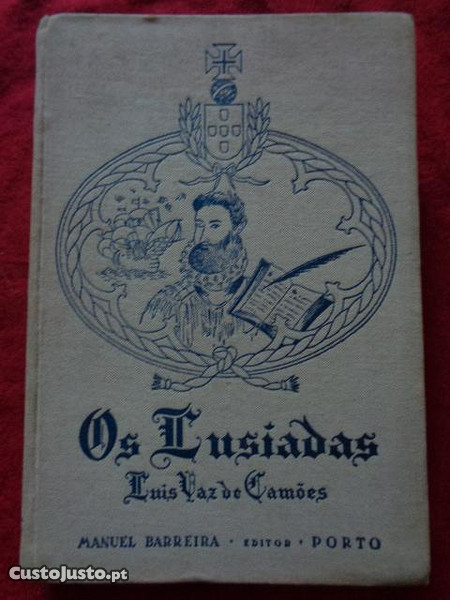 Os Lusiadas
Luis Vaz de Camões
MANUEL BARREIRA · EDITOR · PORTO
CustoJusto.pt